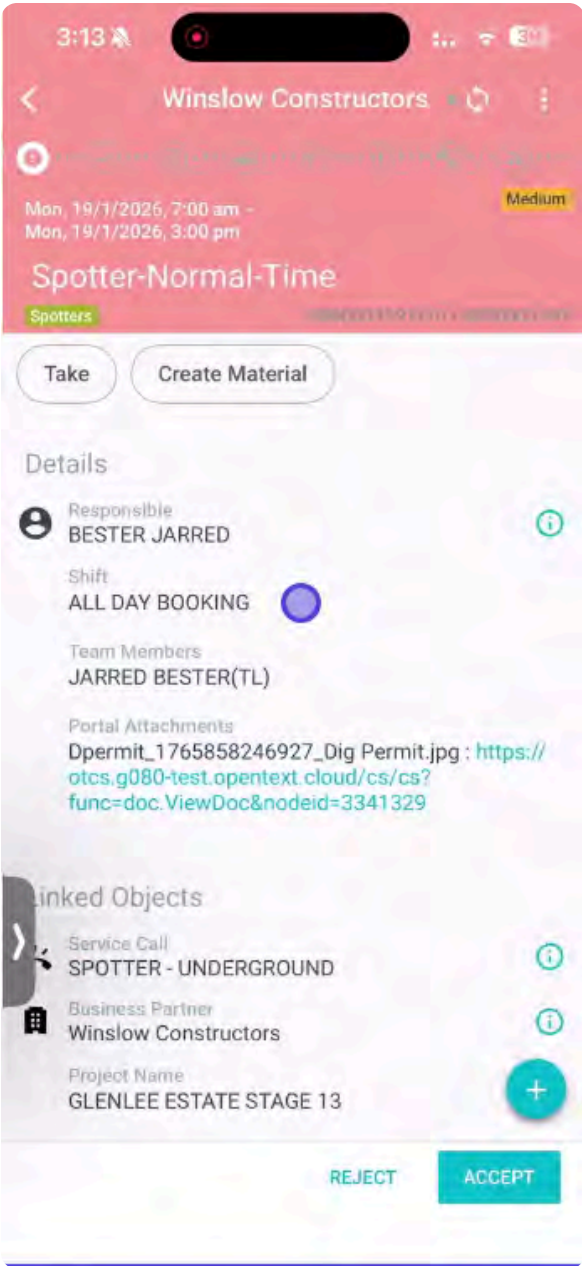 3:13
Winslow Constructors
Mon, 19/1/2026, 7:00 am -
Medium
Mon, 19/1/2026, 3:00 pm
Spotter-Normal-Time
Spotters
Take
Create Material
Details
Responsible
BESTER JARRED
Shift
ALL DAY BOOKING
Team Members
JARRED BESTER(TL)
Portal Attachments
Dpermit_1765858246927_Dig Permit.jpg : https://
otcs.g080-test.opentext.cloud/cs/cs?
func=doc.ViewDoc&nodeid=3341329
Linked Objects
Service Call
SPOTTER - UNDERGROUND
Business Partner
Winslow Constructors
Project Name
GLENLEE ESTATE STAGE 13
+
REJECT
ACCEPT